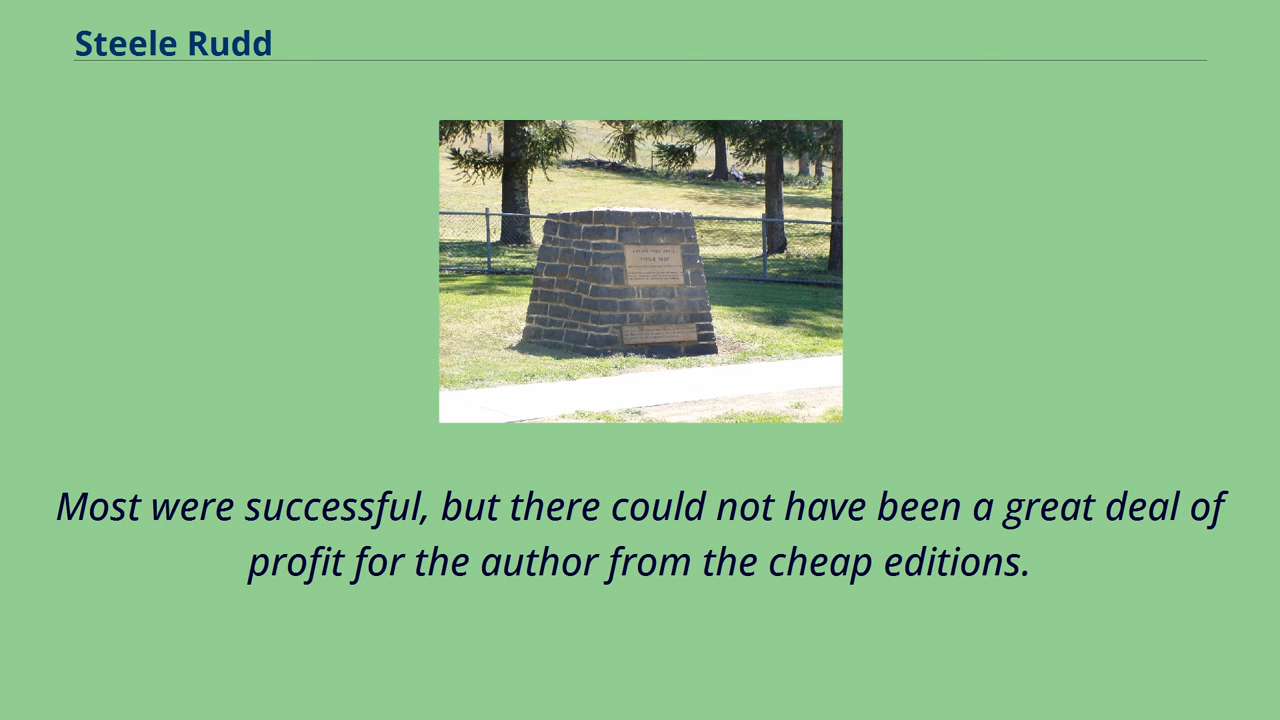 Steele Rudd
Most were successful, but there could not have been a great deal of
profit for the author from the cheap editions.